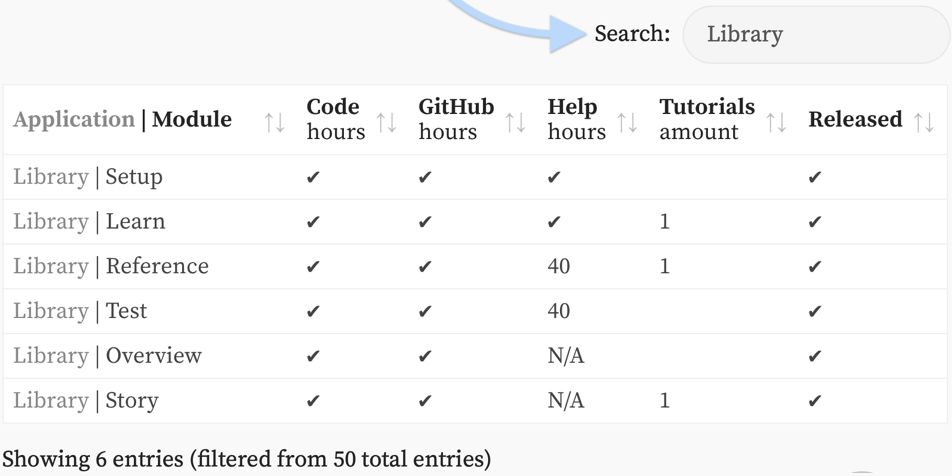 Search: Library
Application | Module ↑↓ Code hours ↑↓ GitHub hours ↑↓ Help hours ↑↓ Tutorials amount ↑↓ Released ↑↓
Library | Setup ✔ ✔ ✔ ✔
Library | Learn ✔ ✔ ✔ 1 ✔
Library | Reference ✔ ✔ 40 1 ✔
Library | Test ✔ ✔ 40 ✔
Library | Overview ✔ ✔ N/A ✔
Library | Story ✔ ✔ N/A 1 ✔
Showing 6 entries (filtered from 50 total entries)